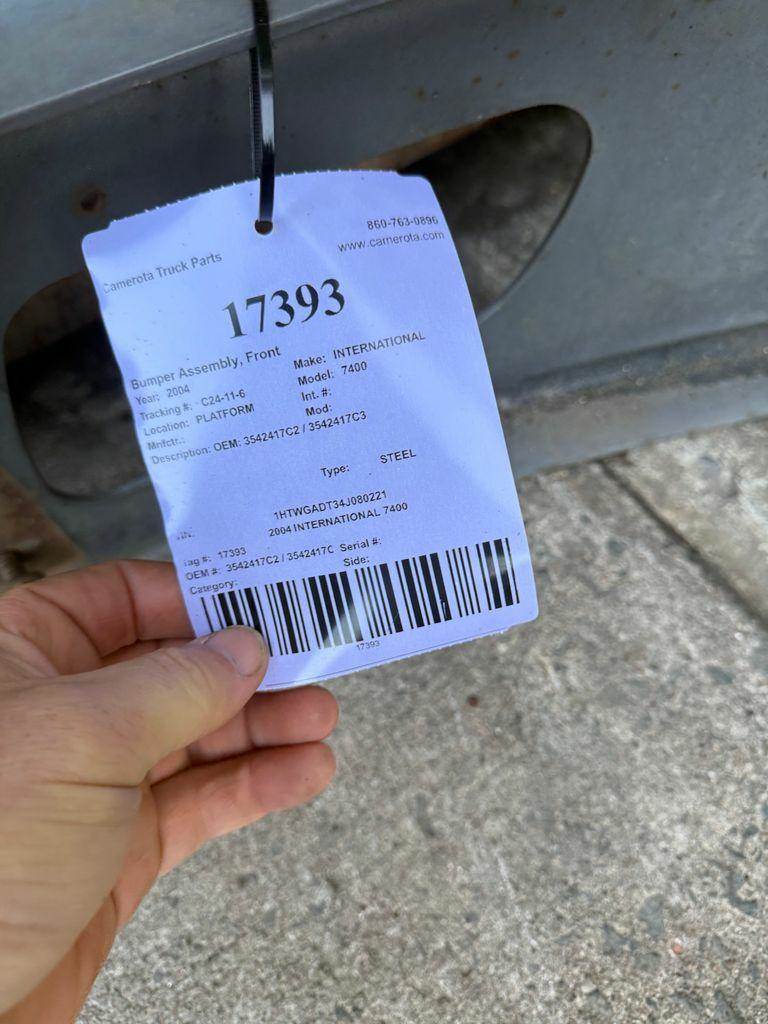 860-763-0896
Camerota Truck Parts www.camerota.com
17393
Bumper Assembly, Front
Year: 2004 Make: INTERNATIONAL
Tracking #: C24-11-6 Model: 7400
Location: PLATFORM Int. #:
Mnfctr.: Mod:
Description: OEM: 3542417C2 / 3542417C3
Type: STEEL
1HTWGADT34J080221
2004 INTERNATIONAL 7400
Tag #: 17393
OEM #: 3542417C2 / 3542417C Serial #:
Category: Side:
17393